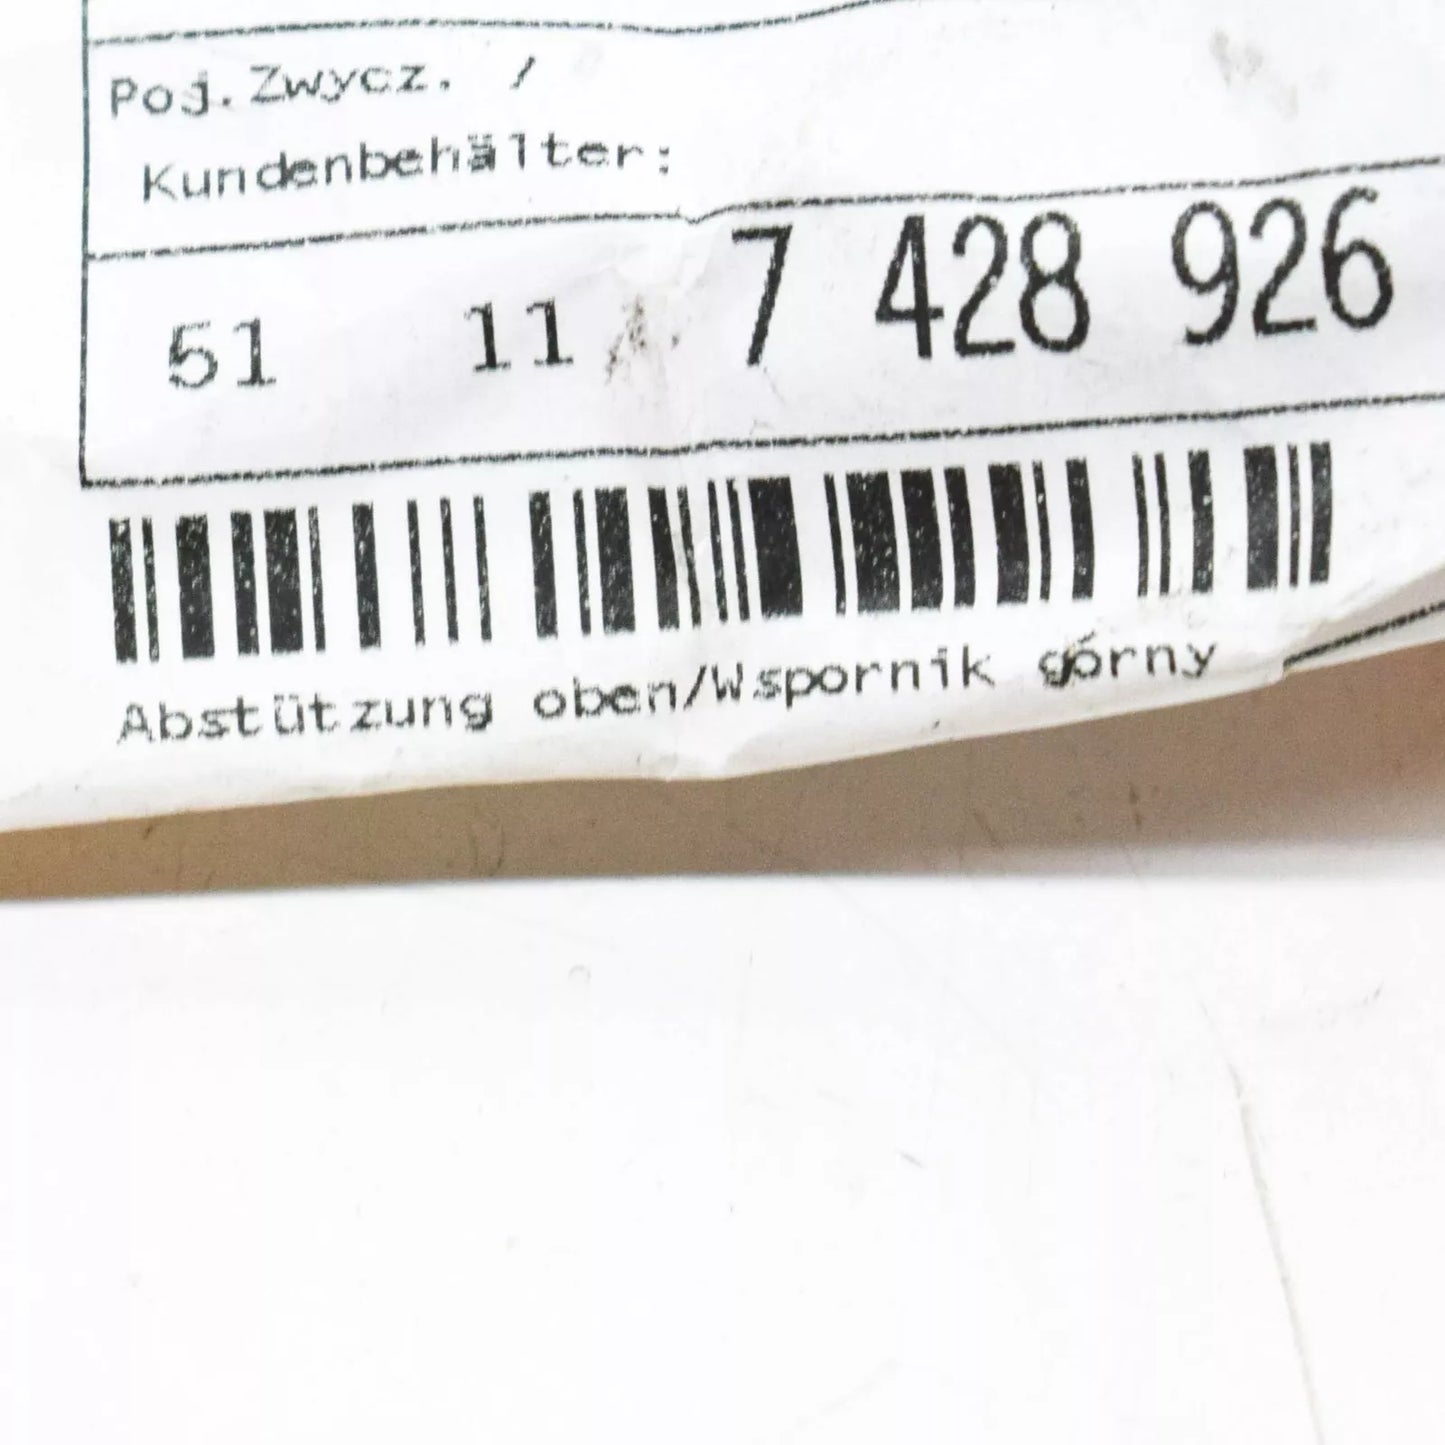 Poj.Zwycz. /
Kundenbehälter:
51 11 7 428 926
Abstützung oben/Wspornik górny